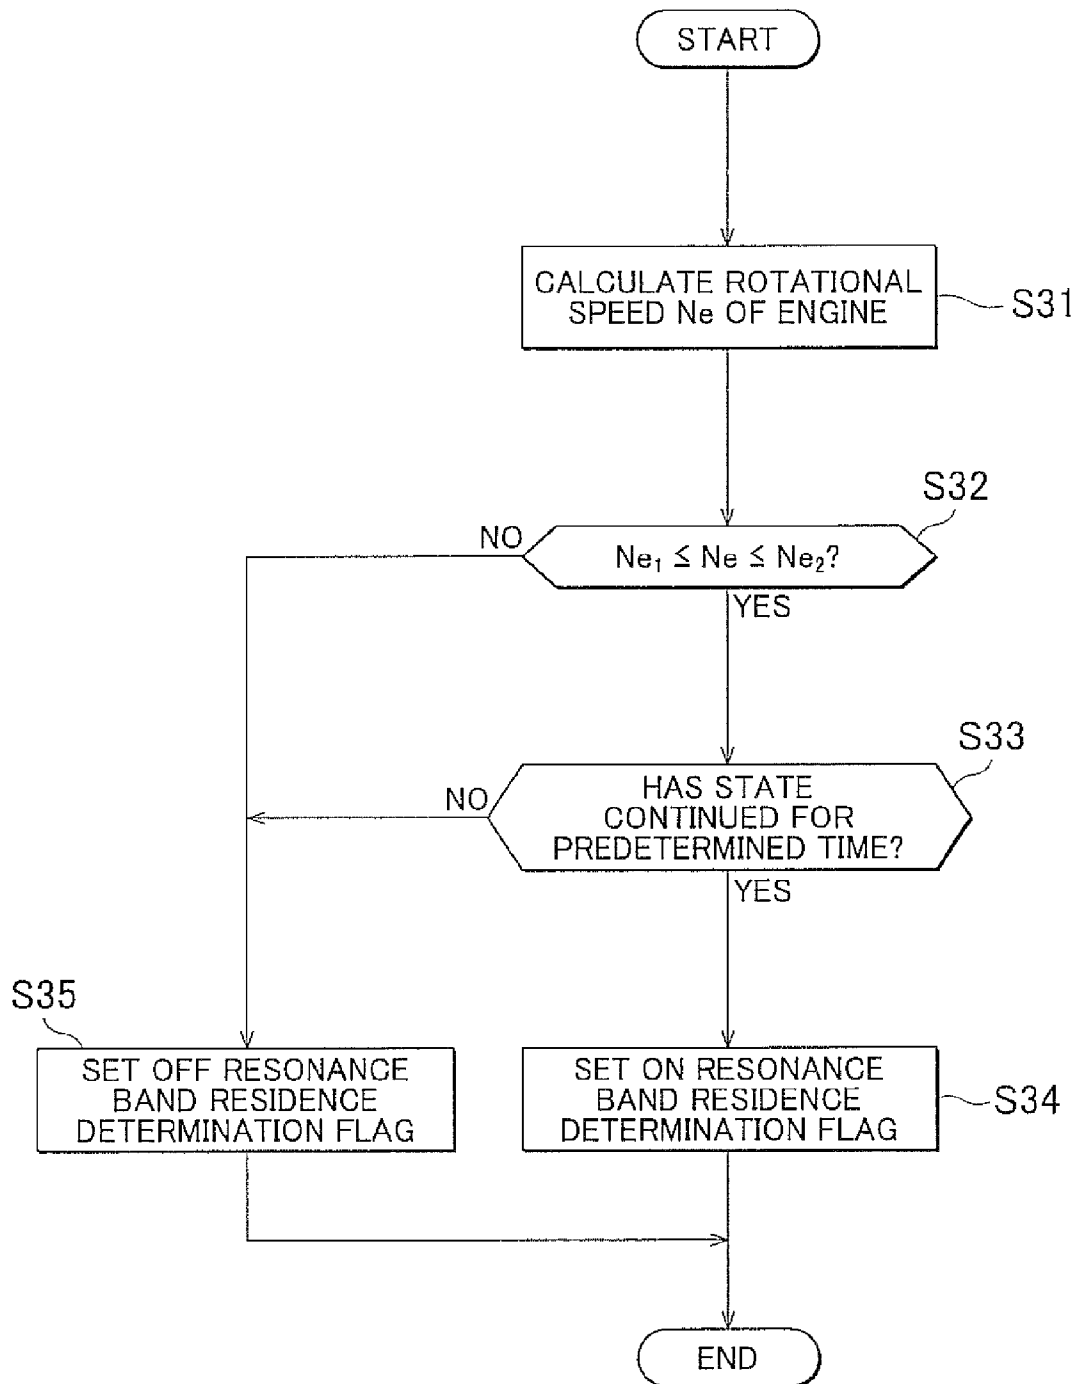 START
CALCULATE ROTATIONAL
SPEED Ne OF ENGINE
S31
S32
NO
Ne₁ ≤ Ne ≤ Ne₂?
YES
S33
NO
HAS STATE
CONTINUED FOR
PREDETERMINED TIME?
YES
S35
SET OFF RESONANCE
BAND RESIDENCE
DETERMINATION FLAG
SET ON RESONANCE
BAND RESIDENCE
DETERMINATION FLAG
S34
END